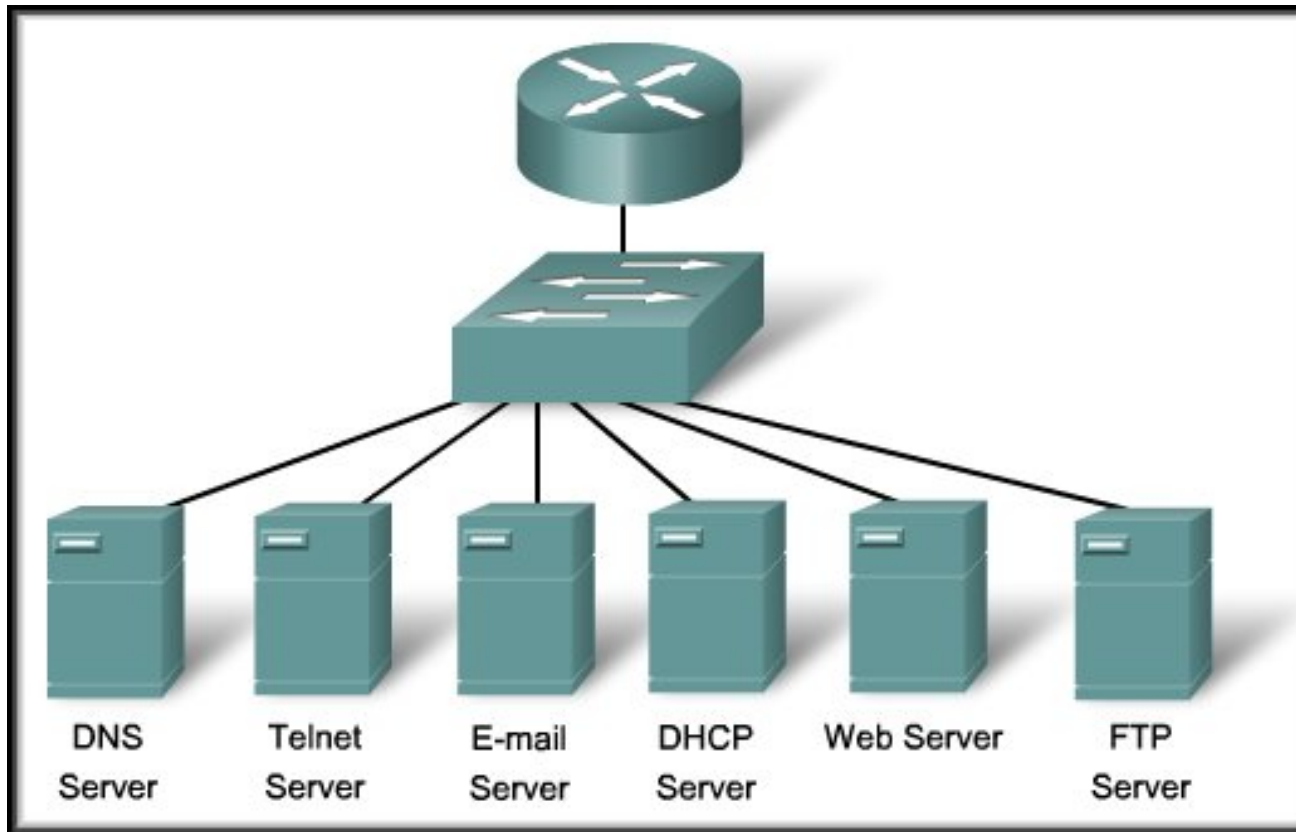 DNS
Server
Telnet
Server
E-mail
Server
DHCP
Server
Web Server
FTP
Server